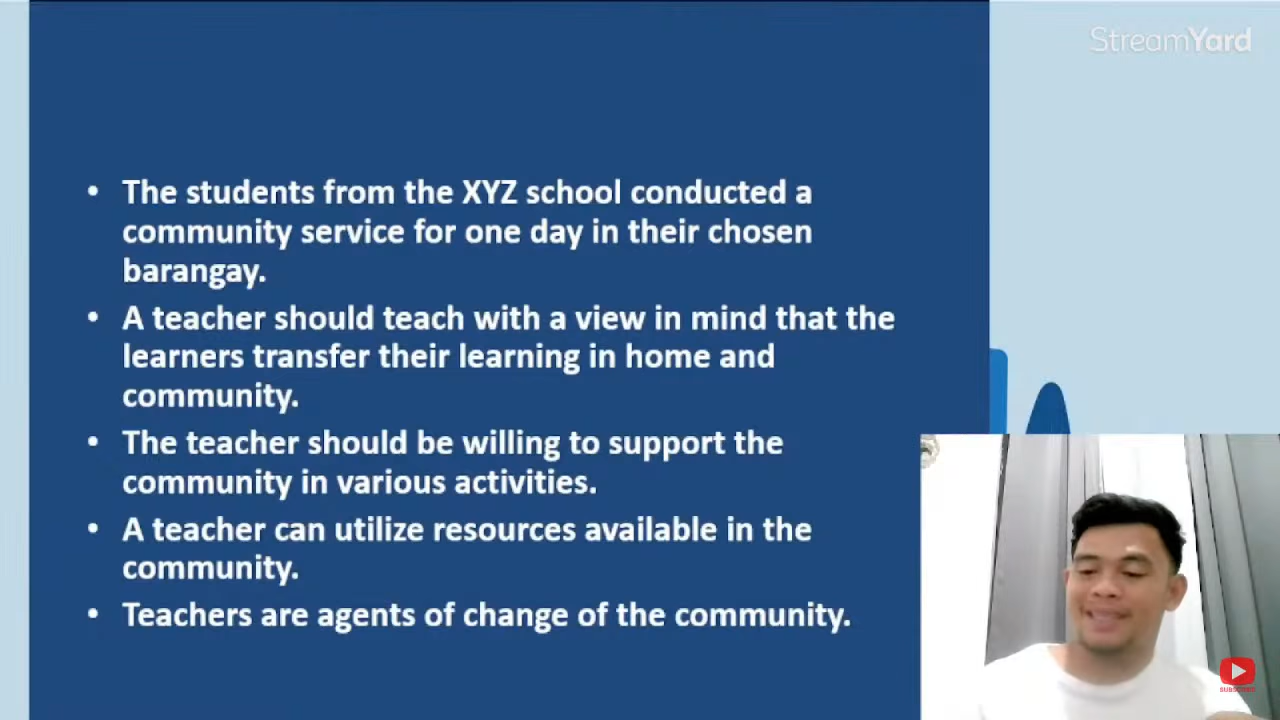 StreamYard
• The students from the XYZ school conducted a
community service for one day in their chosen
barangay.
• A teacher should teach with a view in mind that the
learners transfer their learning in home and
community.
• The teacher should be willing to support the
community in various activities.
• A teacher can utilize resources available in the
community.
• Teachers are agents of change of the community.
SUBSCRIBE